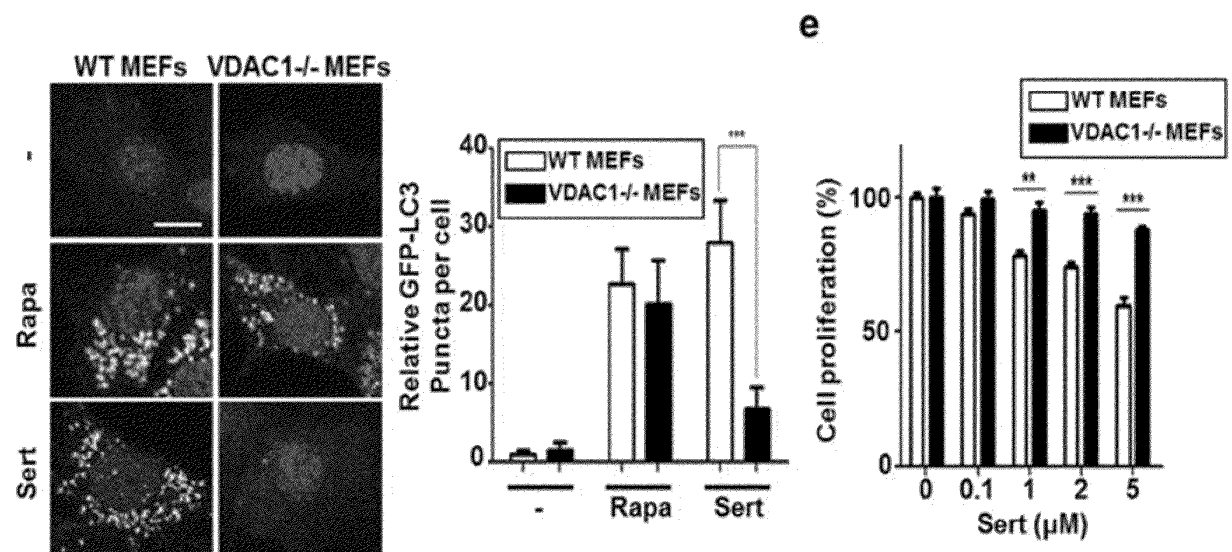 e
WT MEFs VDAC1-/- MEFs
-
Rapa
Sert
Relative GFP-LC3
Puncta per cell
40
30
20
10
0
WT MEFs
VDAC1-/- MEFs
***
-
Rapa
Sert
WT MEFs
VDAC1-/- MEFs
Cell proliferation (%)
100
50
0
**
***
***
0 0.1 1 2 5
Sert (µM)